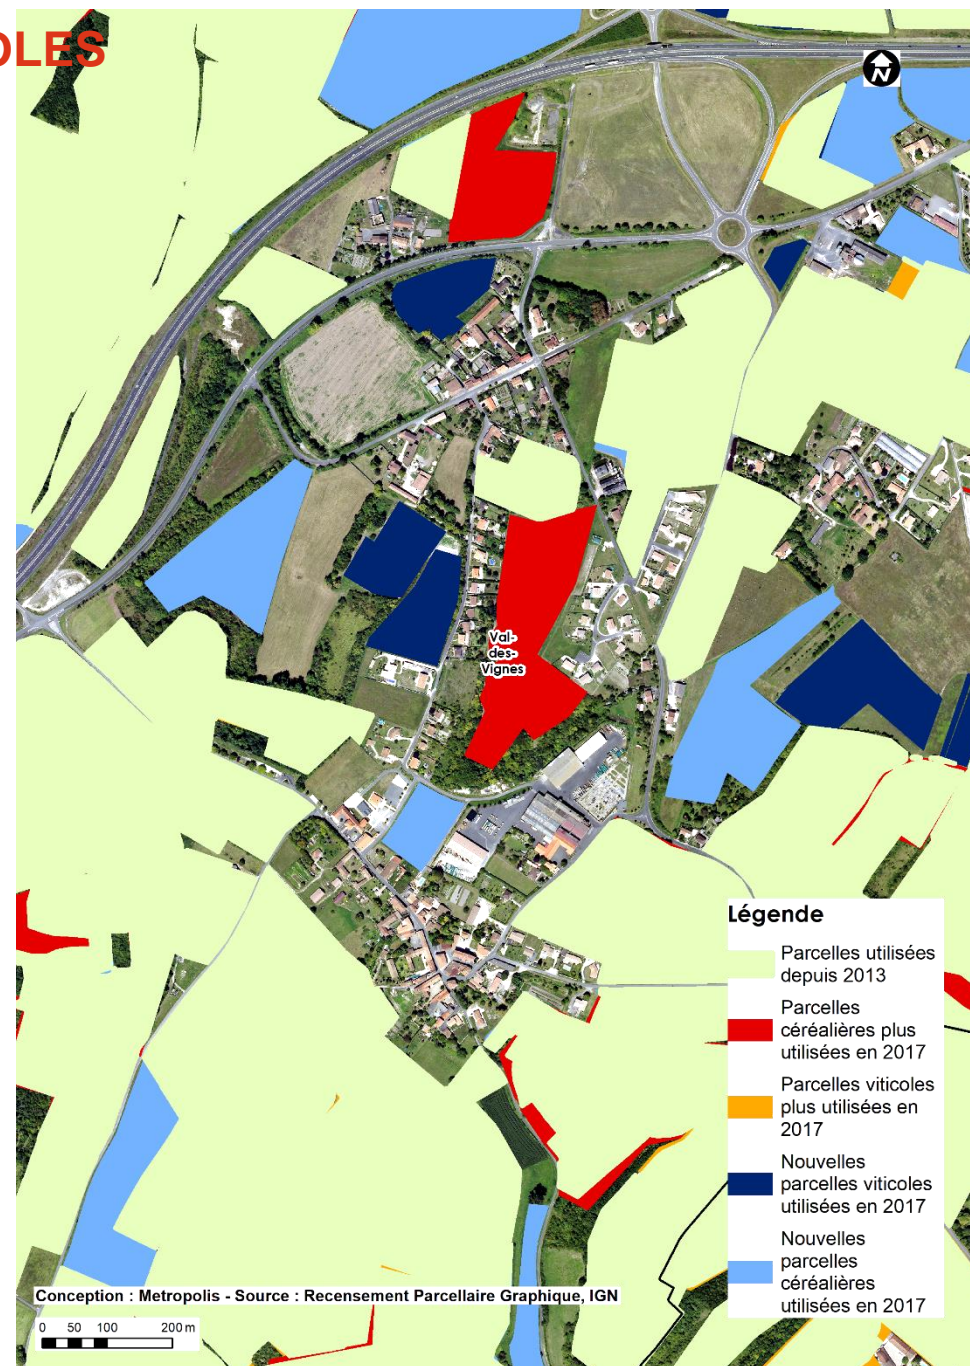 OLES
N
Val-
des-
Vignes
Légende
Parcelles utilisées
depuis 2013
Parcelles
céréalières plus
utilisées en 2017
Parcelles viticoles
plus utilisées en
2017
Nouvelles
parcelles viticoles
utilisées en 2017
Nouvelles
parcelles
céréalières
utilisées en 2017
Conception : Metropolis - Source : Recensement Parcellaire Graphique, IGN
0 50 100 200 m